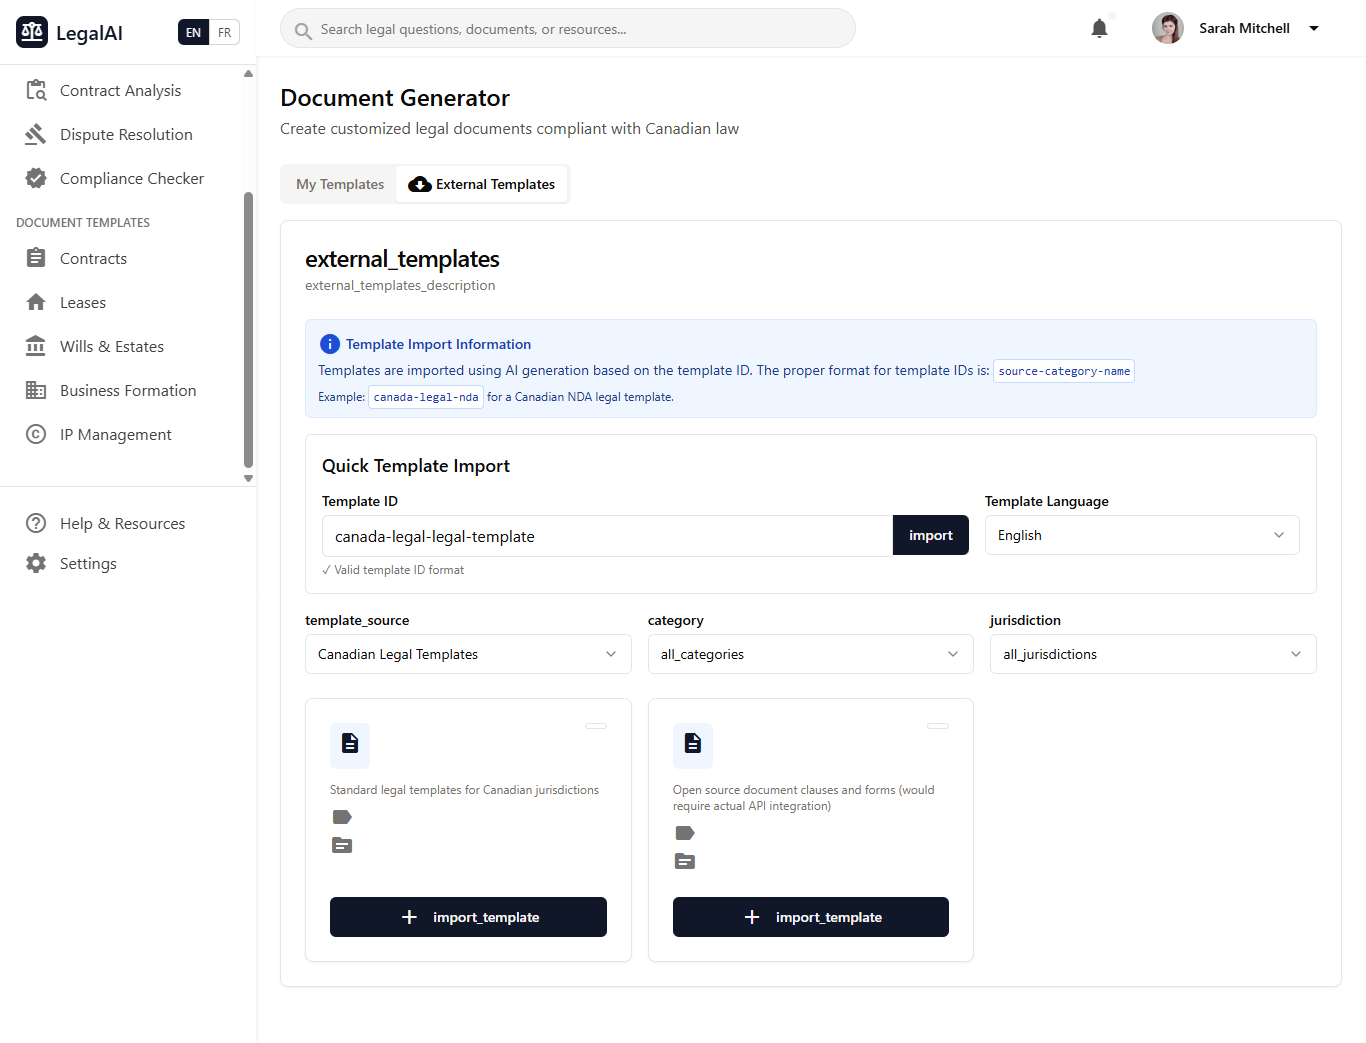 LegalAI
EN FR
Search legal questions, documents, or resources...
Sarah Mitchell
Contract Analysis
Dispute Resolution
Compliance Checker
DOCUMENT TEMPLATES
Contracts
Leases
Wills & Estates
Business Formation
IP Management
Help & Resources
Settings
Document Generator
Create customized legal documents compliant with Canadian law
My Templates
External Templates
external_templates
external_templates_description
Template Import Information
Templates are imported using AI generation based on the template ID. The proper format for template IDs is: source-category-name
Example: canada-legal-nda for a Canadian NDA legal template.
Quick Template Import
Template ID
canada-legal-legal-template
import
✓ Valid template ID format
Template Language
English
template_source
Canadian Legal Templates
category
all_categories
jurisdiction
all_jurisdictions
Standard legal templates for Canadian jurisdictions
import_template
Open source document clauses and forms (would
require actual API integration)
import_template